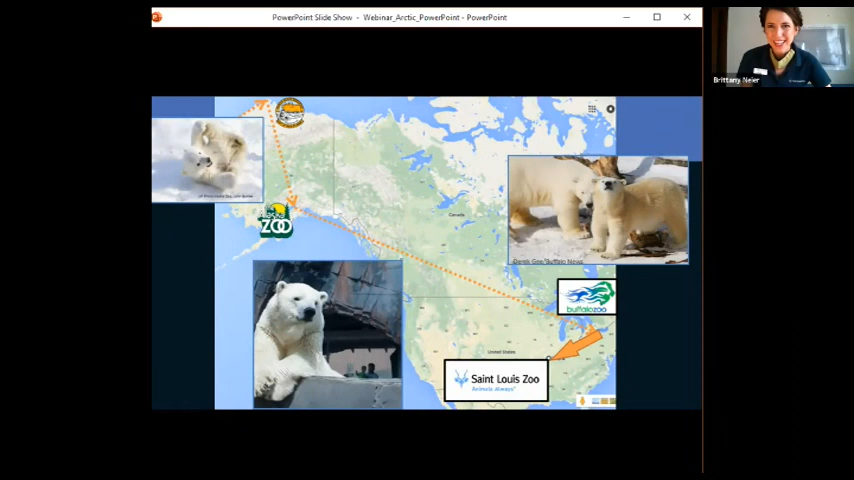 PowerPoint Slide Show - Webinar_Arctic_PowerPoint - PowerPoint
Brittany Neier
Alaska
ZOO
Canada
Derek Gee/Buffalo News
buffalozoo
United States
Saint Louis Zoo
Animals Always